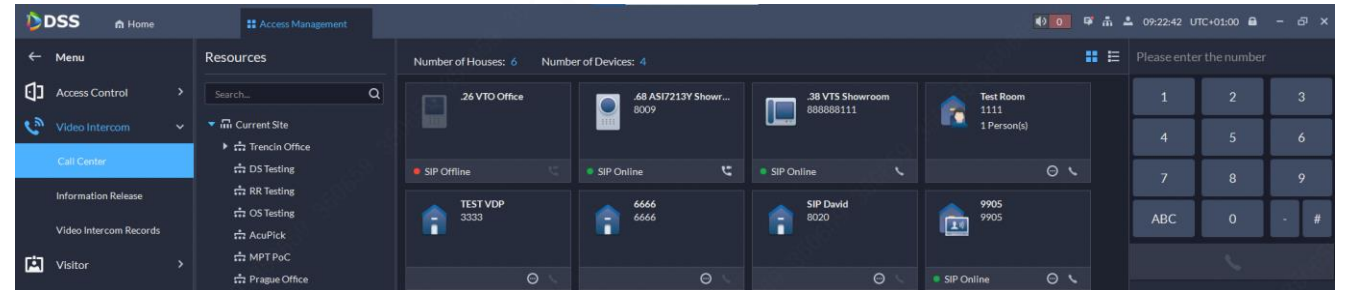 DSS Home Access Management 0 09:22:42 UTC+01:00
Menu
Access Control
Video Intercom
Call Center
Information Release
Video Intercom Records
Visitor
Resources
Search...
Current Site
Trencin Office
DS Testing
RR Testing
OS Testing
AcuPick
MPT PoC
Prague Office
Number of Houses: 6 Number of Devices: 4
.26 VTO Office
SIP Offline
.68 ASI7213Y Showr...
8009
SIP Online
.38 VTS Showroom
888888111
SIP Online
Test Room
1111
1 Person(s)
TEST VDP
3333
6666
6666
SIP David
8020
9905
9905
SIP Online
Please enter the number
1 2 3
4 5 6
7 8 9
ABC 0 - #